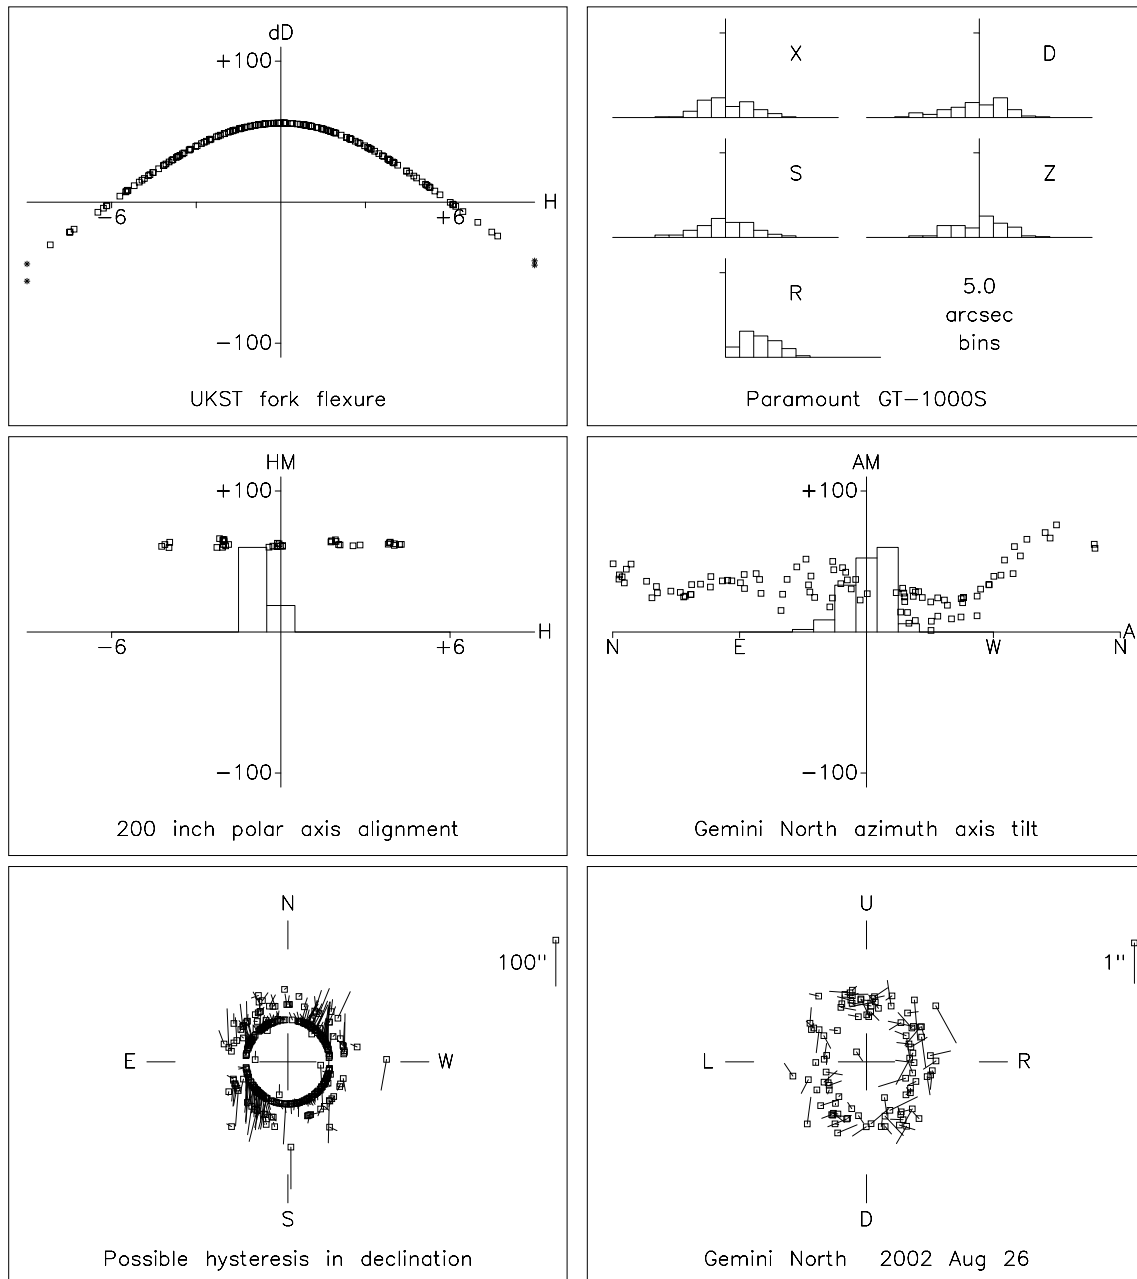 dD
+100
H
-6
+6
-100
UKST fork flexure
X
D
S
Z
R
5.0
arcsec
bins
Paramount GT-1000S
HM
+100
-6
+6
H
-100
200 inch polar axis alignment
AM
+100
N
E
W
N
A
-100
Gemini North azimuth axis tilt
N
100"
E
W
S
Possible hysteresis in declination
U
1"
L
R
D
Gemini North 2002 Aug 26